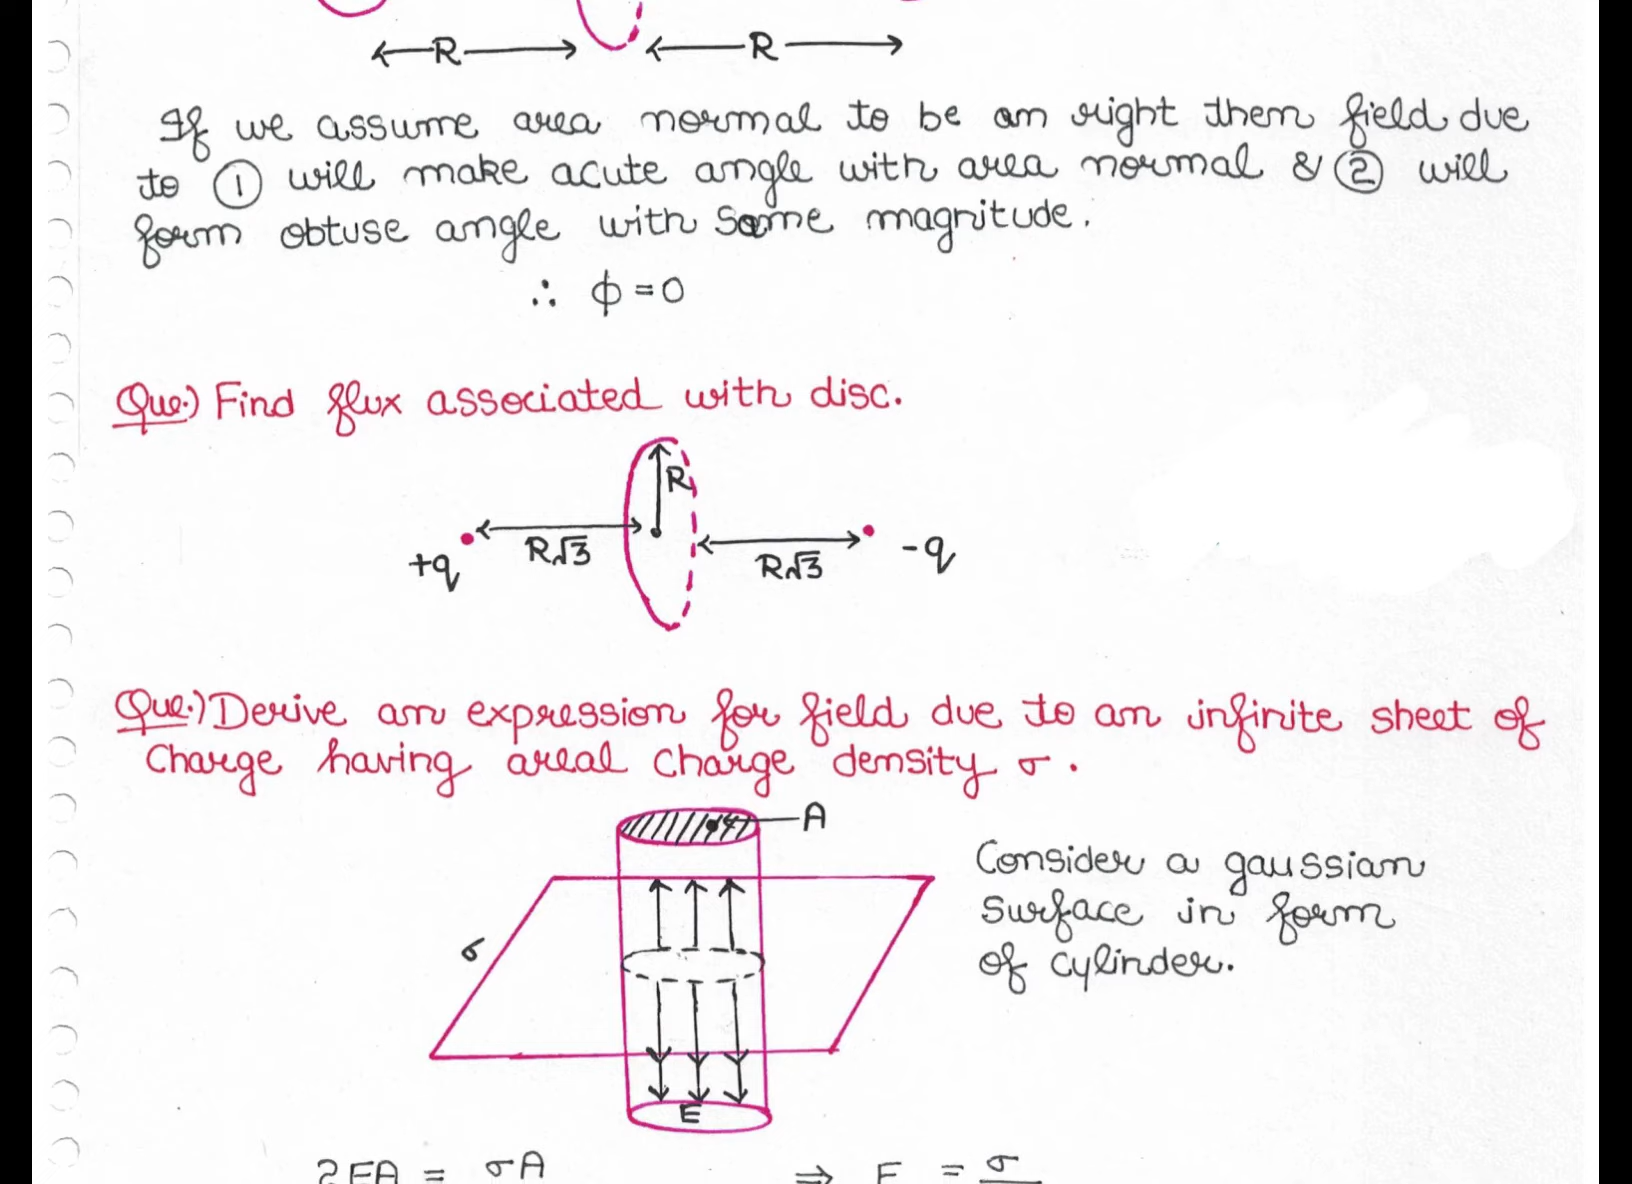 R R
If we assume area normal to be on right then field due
to ① will make acute angle with area normal & ② will
form obtuse angle with same magnitude.
∴ ϕ = 0
Que.) Find flux associated with disc.
R
+q R√3 R√3 -q
Que.) Derive an expression for field due to an infinite sheet of
Charge having areal charge density σ.
A
Consider a gaussian
surface in form
of cylinder.
σ
E
2EA = σA ⇒ E = σ